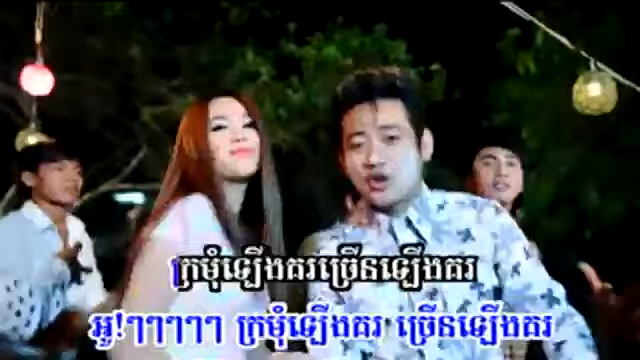 ក្រមុំឡើងគរច្រើនឡើងគរ
អូ!ៗៗៗៗៗ ក្រមុំឡើងគរ ច្រើនឡើងគរ